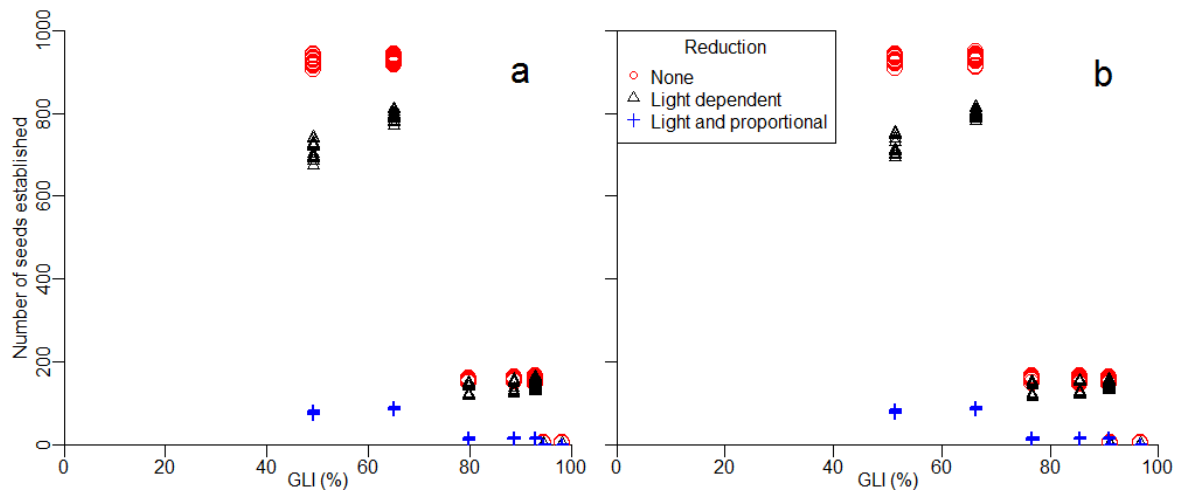 1000
800
600
400
200
0
Number of seeds established
a
0 20 40 60 80 100
GLI (%)
b
Reduction
None
Light dependent
Light and proportional
0 20 40 60 80 100
GLI (%)